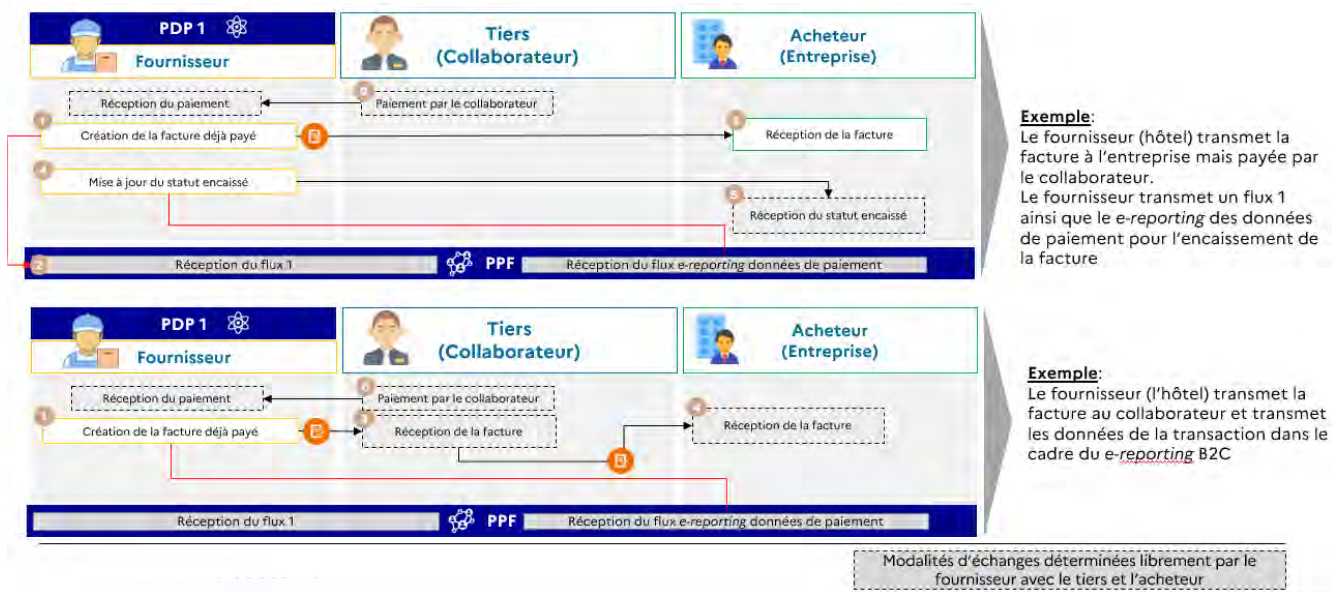 PDP 1
Fournisseur
Tiers
(Collaborateur)
Acheteur
(Entreprise)
Réception du paiement
0
Paiement par le collaborateur
1
Création de la facture déjà payé
3
Réception de la facture
4
Mise à jour du statut encaissé
5
Réception du statut encaissé
2
Réception du flux 1
PPF
Réception du flux e-reporting données de paiement
Exemple:
Le fournisseur (hôtel) transmet la
facture à l'entreprise mais payée par
le collaborateur.
Le fournisseur transmet un flux 1
ainsi que le e-reporting des données
de paiement pour l'encaissement de
la facture
PDP 1
Fournisseur
Tiers
(Collaborateur)
Acheteur
(Entreprise)
Réception du paiement
Paiement par le collaborateur
1
Création de la facture déjà payé
Réception de la facture
Réception de la facture
Réception du flux 1
PPF
Réception du flux e-reporting données de paiement
Exemple:
Le fournisseur (l'hôtel) transmet la
facture au collaborateur et transmet
les données de la transaction dans le
cadre du e-reporting B2C
Modalités d'échanges déterminées librement par le
fournisseur avec le tiers et l'acheteur